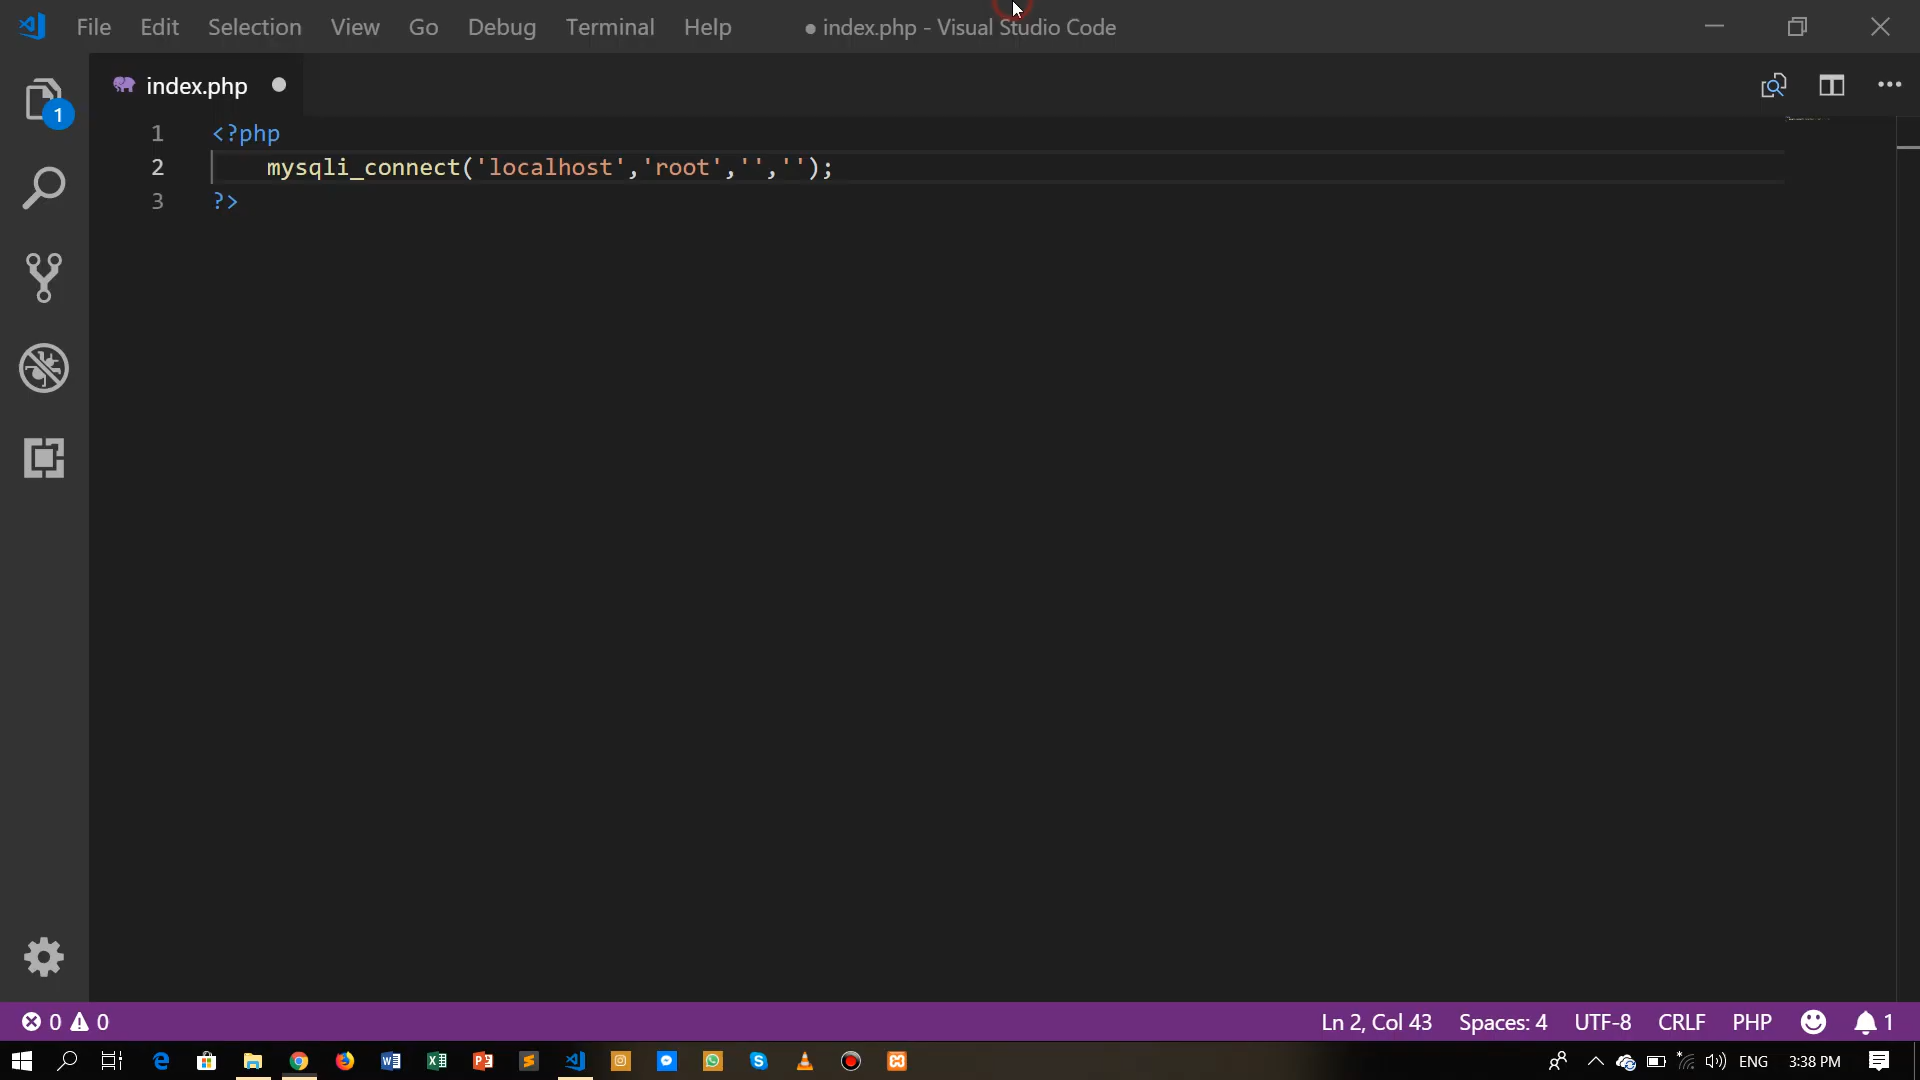 File Edit Selection View Go Debug Terminal Help ● index.php - Visual Studio Code
1
index.php ●
1 <?php
2 mysqli_connect('localhost','root','','');
3 ?>
0 0 Ln 2, Col 43 Spaces: 4 UTF-8 CRLF PHP 1
ENG 3:38 PM